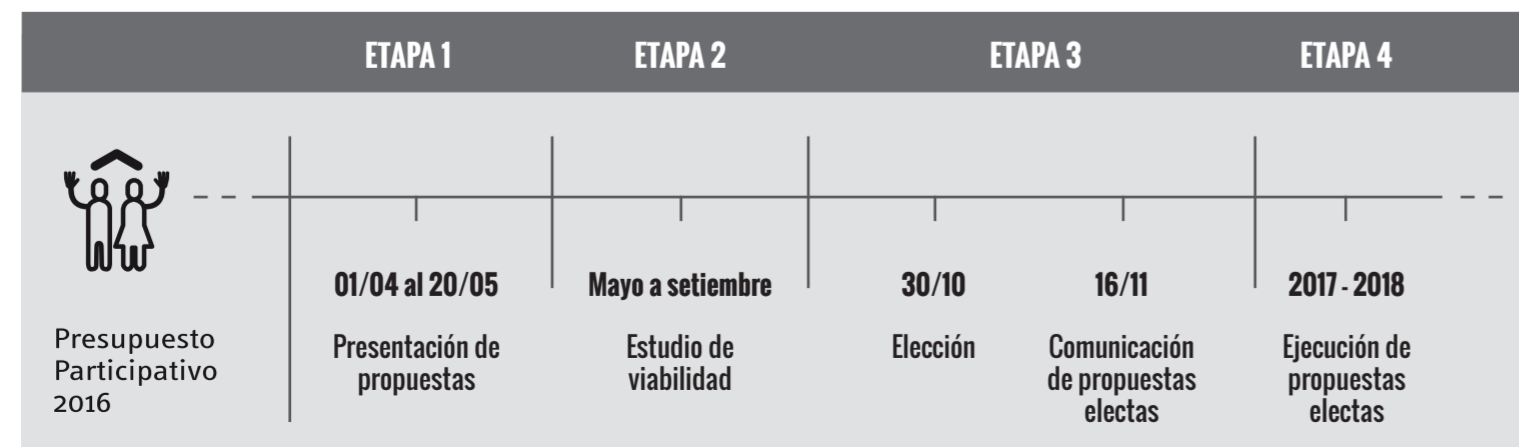 ETAPA 1
ETAPA 2
ETAPA 3
ETAPA 4
Presupuesto
Participativo
2016
01/04 al 20/05
Presentación de
propuestas
Mayo a setiembre
Estudio de
viabilidad
30/10
Elección
16/11
Comunicación
de propuestas
electas
2017 - 2018
Ejecución de
propuestas
electas